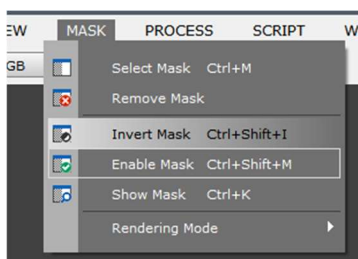 EW MASK PROCESS SCRIPT W
GB
Select Mask Ctrl+M
Remove Mask
Invert Mask Ctrl+Shift+I
Enable Mask Ctrl+Shift+M
Show Mask Ctrl+K
Rendering Mode